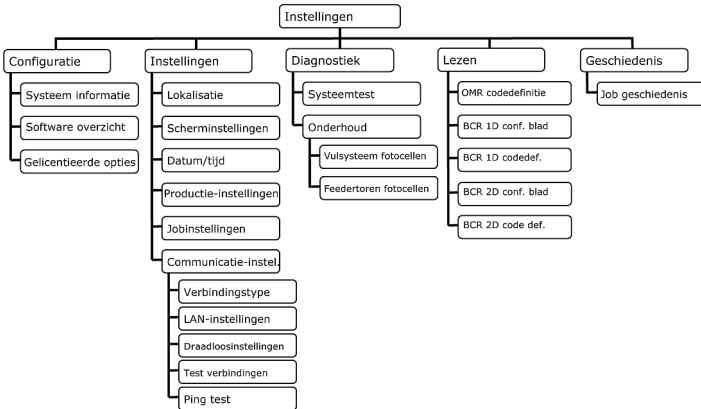 Instellingen
Configuratie
Systeem informatie
Software overzicht
Gelicentieerde opties
Instellingen
Lokalisatie
Scherminstellingen
Datum/tijd
Productie-instellingen
Jobinstellingen
Communicatie-instel.
Verbindingstype
LAN-instellingen
Draadloosinstellingen
Test verbindingen
Ping test
Diagnostiek
Systeemtest
Onderhoud
Vulsysteem fotocellen
Feedertoren fotocellen
Lezen
OMR codedefinitie
BCR 1D conf. blad
BCR 1D codedef.
BCR 2D conf. blad
BCR 2D code def.
Geschiedenis
Job geschiedenis